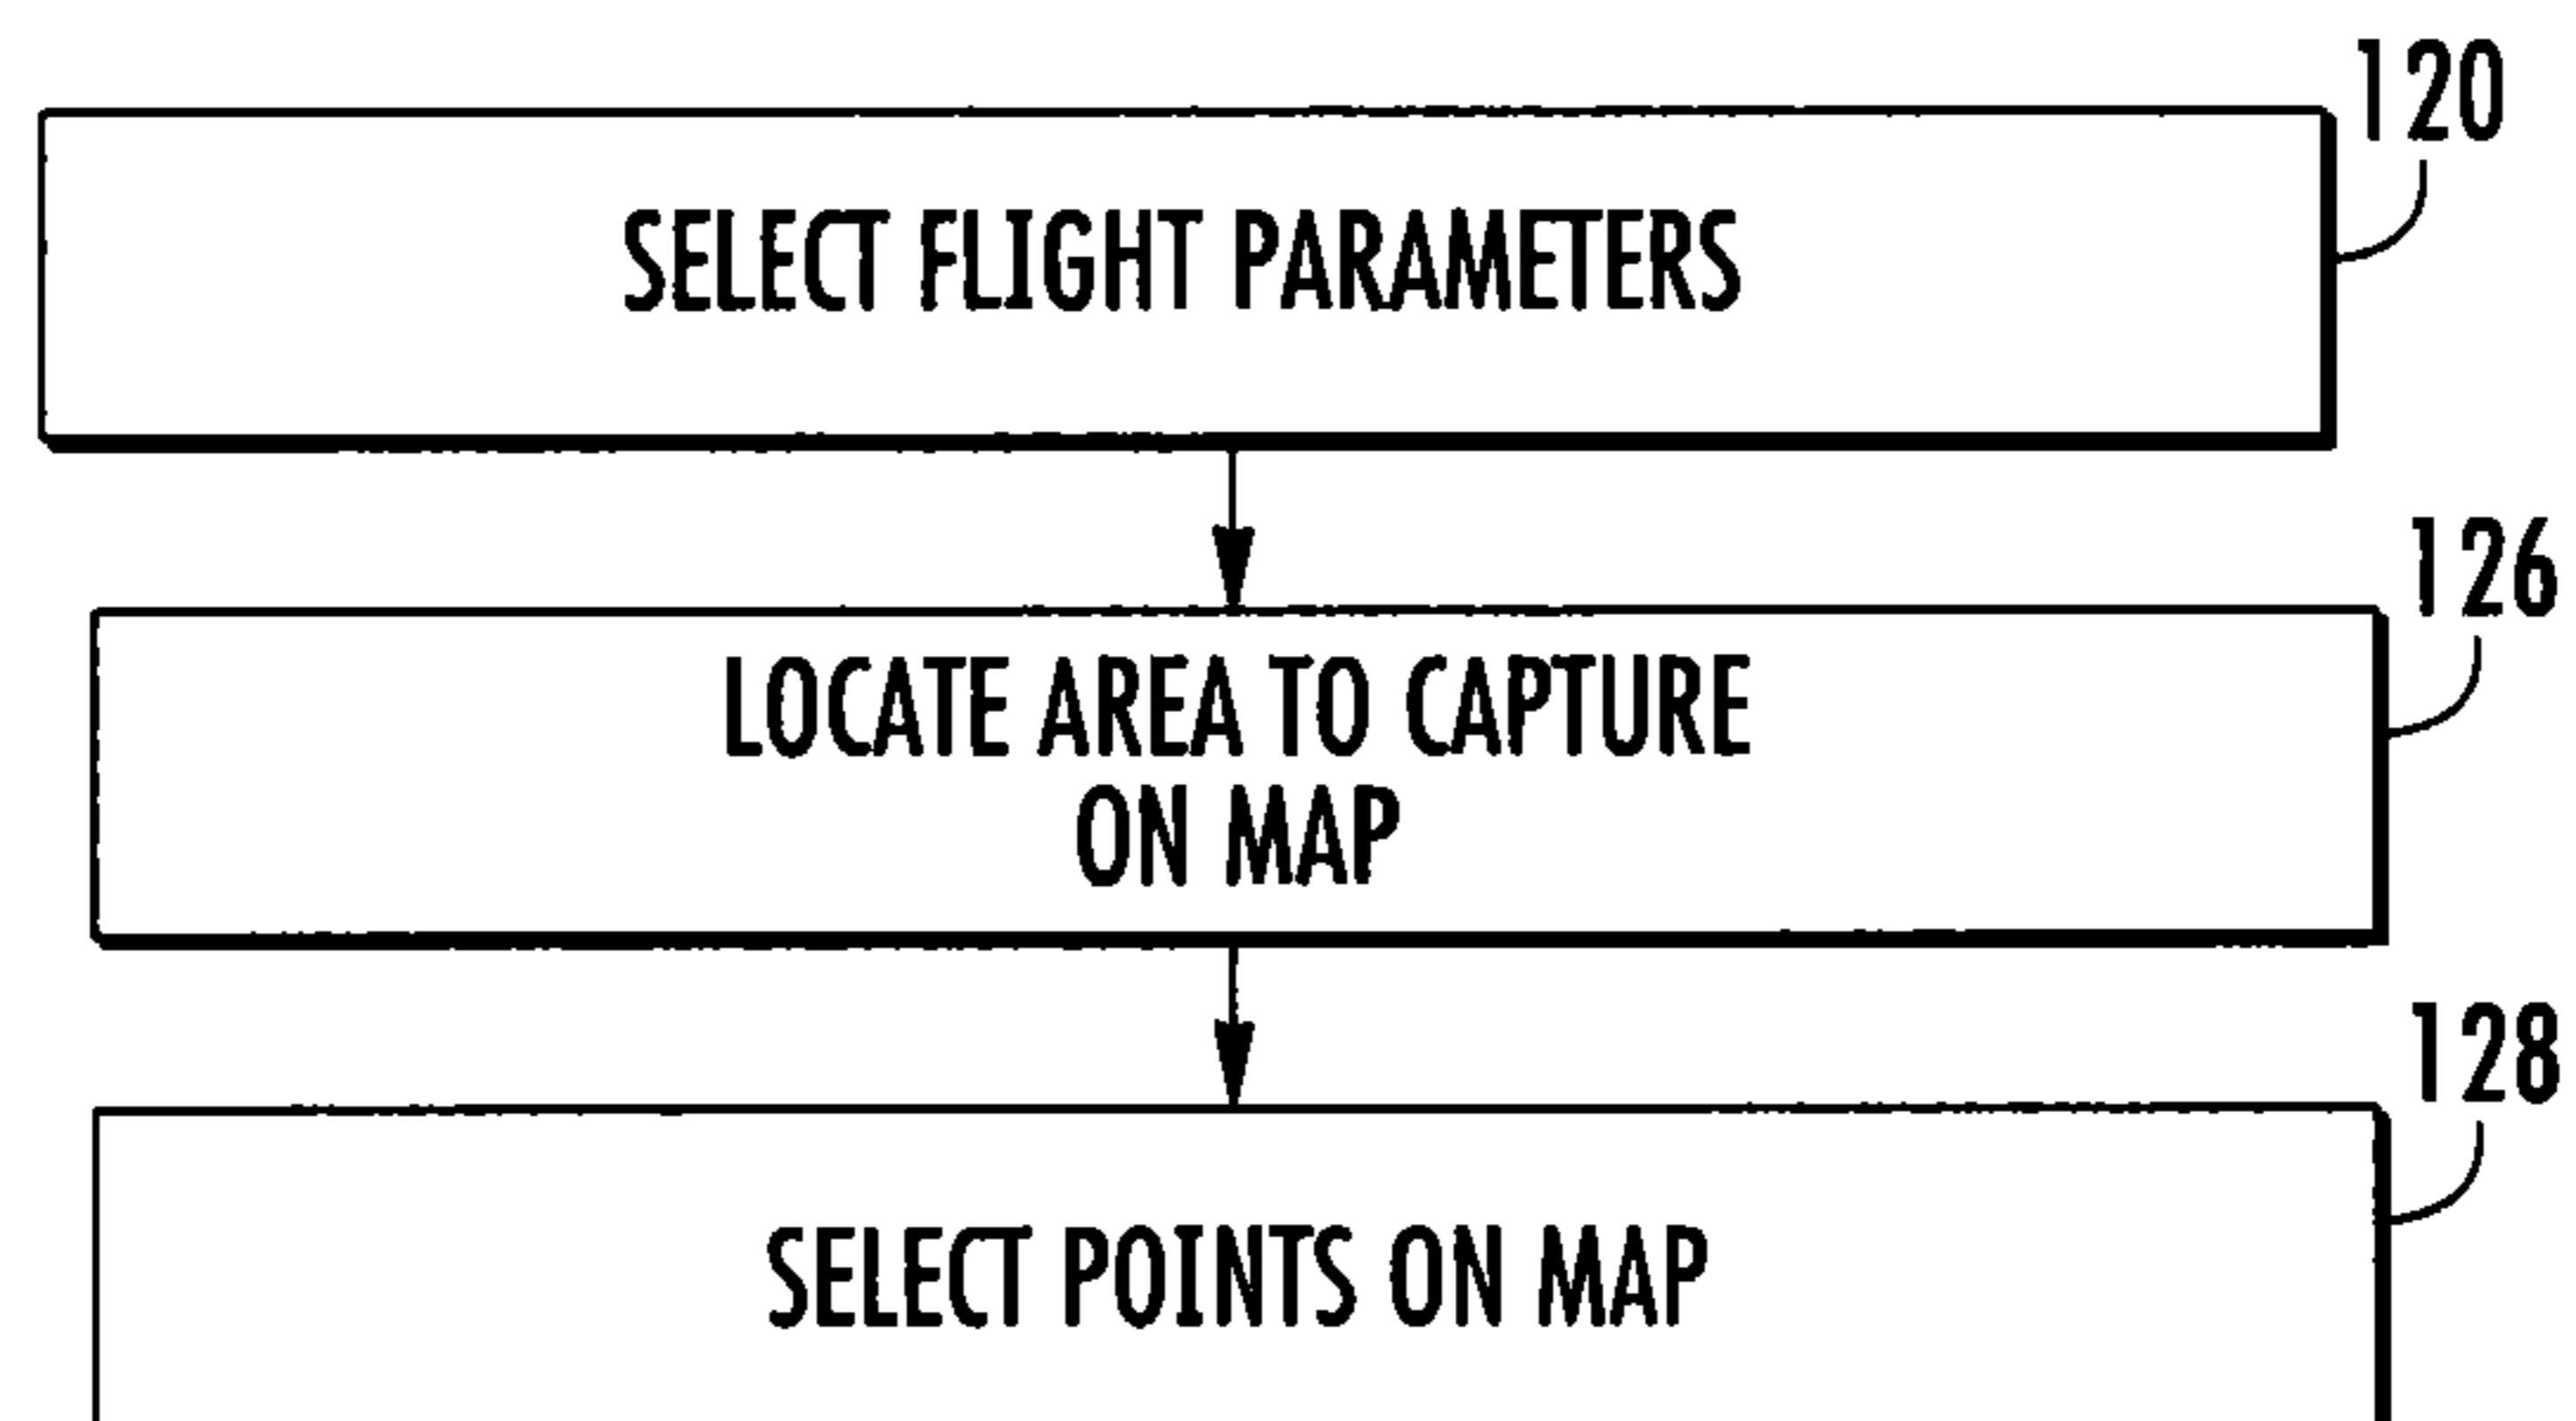 120
SELECT FLIGHT PARAMETERS
126
LOCATE AREA TO CAPTURE
ON MAP
128
SELECT POINTS ON MAP